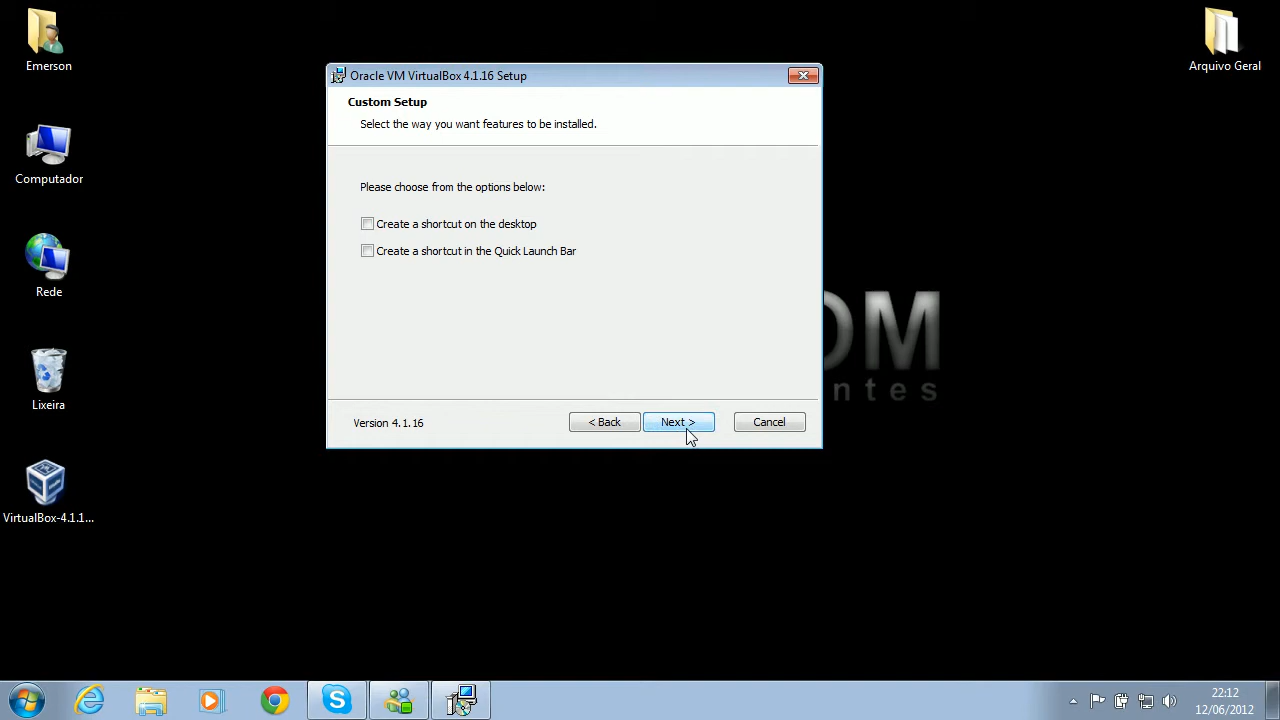 Emerson
Arquivo Geral
Oracle VM VirtualBox 4.1.16 Setup
Custom Setup
Select the way you want features to be installed.
Computador
Please choose from the options below:
Create a shortcut on the desktop
Create a shortcut in the Quick Launch Bar
Rede
Lixeira
Version 4.1.16
< Back
Next >
Cancel
VirtualBox-4.1.1...
22:12
12/06/2012